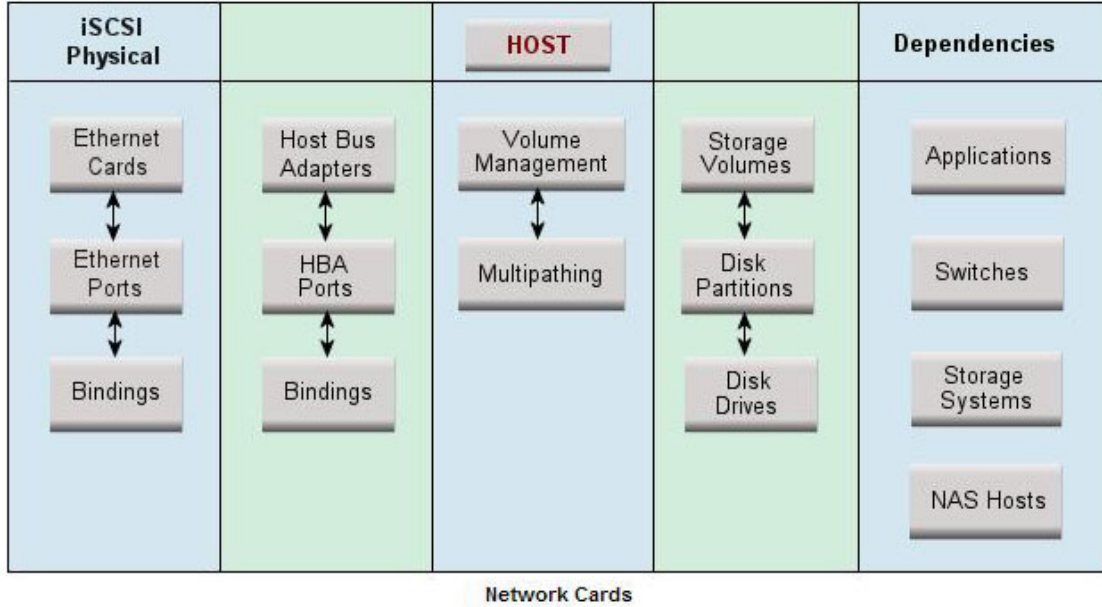 iSCSI
Physical
HOST
Dependencies
Ethernet
Cards
Ethernet
Ports
Bindings
Host Bus
Adapters
HBA
Ports
Bindings
Volume
Management
Multipathing
Storage
Volumes
Disk
Partitions
Disk
Drives
Applications
Switches
Storage
Systems
NAS Hosts
Network Cards